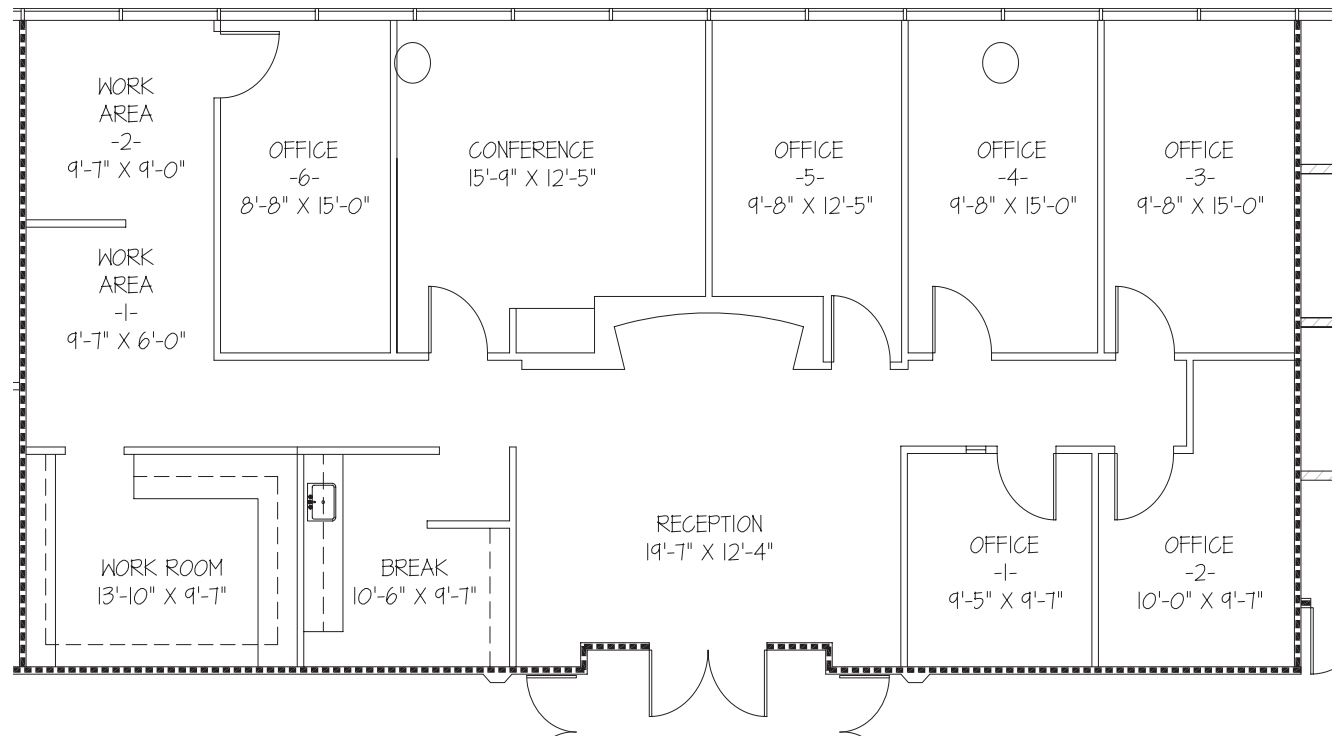 WORK
AREA
-2-
9'-7" X 9'-0"
OFFICE
-6-
8'-8" X 15'-0"
CONFERENCE
15'-9" X 12'-5"
OFFICE
-5-
9'-8" X 12'-5"
OFFICE
-4-
9'-8" X 15'-0"
OFFICE
-3-
9'-8" X 15'-0"
WORK
AREA
-1-
9'-7" X 6'-0"
WORK ROOM
13'-10" X 9'-7"
BREAK
10'-6" X 9'-7"
RECEPTION
19'-7" X 12'-4"
OFFICE
-1-
9'-5" X 9'-7"
OFFICE
-2-
10'-0" X 9'-7"